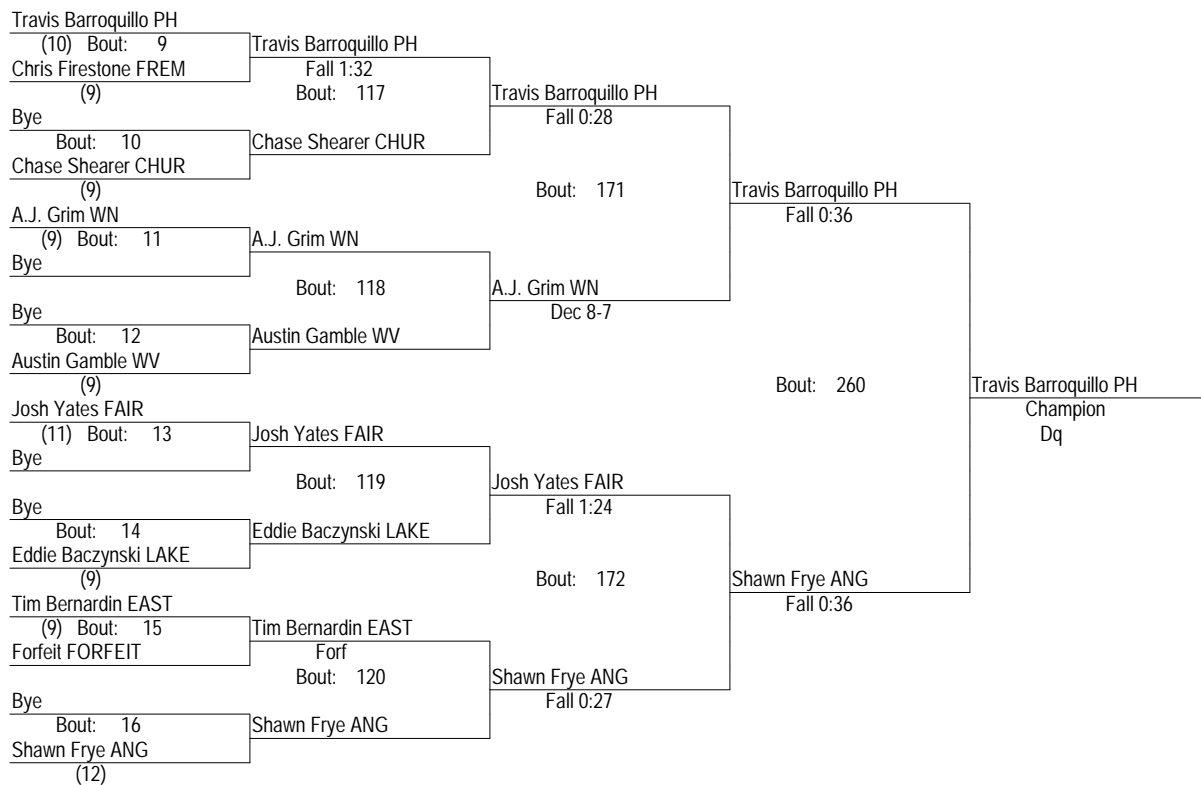 Travis Barroquillo PH
(10) Bout: 9
Travis Barroquillo PH
Chris Firestone FREM
Fall 1:32
(9)
Bout: 117
Travis Barroquillo PH
Bye
Fall 0:28
Bout: 10
Chase Shearer CHUR
Chase Shearer CHUR
(9)
Bout: 171
Travis Barroquillo PH
A.J. Grim WN
Fall 0:36
(9) Bout: 11
A.J. Grim WN
Bye
Bout: 118
A.J. Grim WN
Bye
Dec 8-7
Bout: 12
Austin Gamble WV
Austin Gamble WV
(9)
Bout: 260
Travis Barroquillo PH
Josh Yates FAIR
Champion
(11) Bout: 13
Josh Yates FAIR
Dq
Bye
Bout: 119
Josh Yates FAIR
Bye
Fall 1:24
Bout: 14
Eddie Baczynski LAKE
Eddie Baczynski LAKE
(9)
Bout: 172
Shawn Frye ANG
Tim Bernardin EAST
Fall 0:36
(9) Bout: 15
Tim Bernardin EAST
Forfeit FORFEIT
Forf
Bout: 120
Shawn Frye ANG
Bye
Fall 0:27
Bout: 16
Shawn Frye ANG
Shawn Frye ANG
(12)